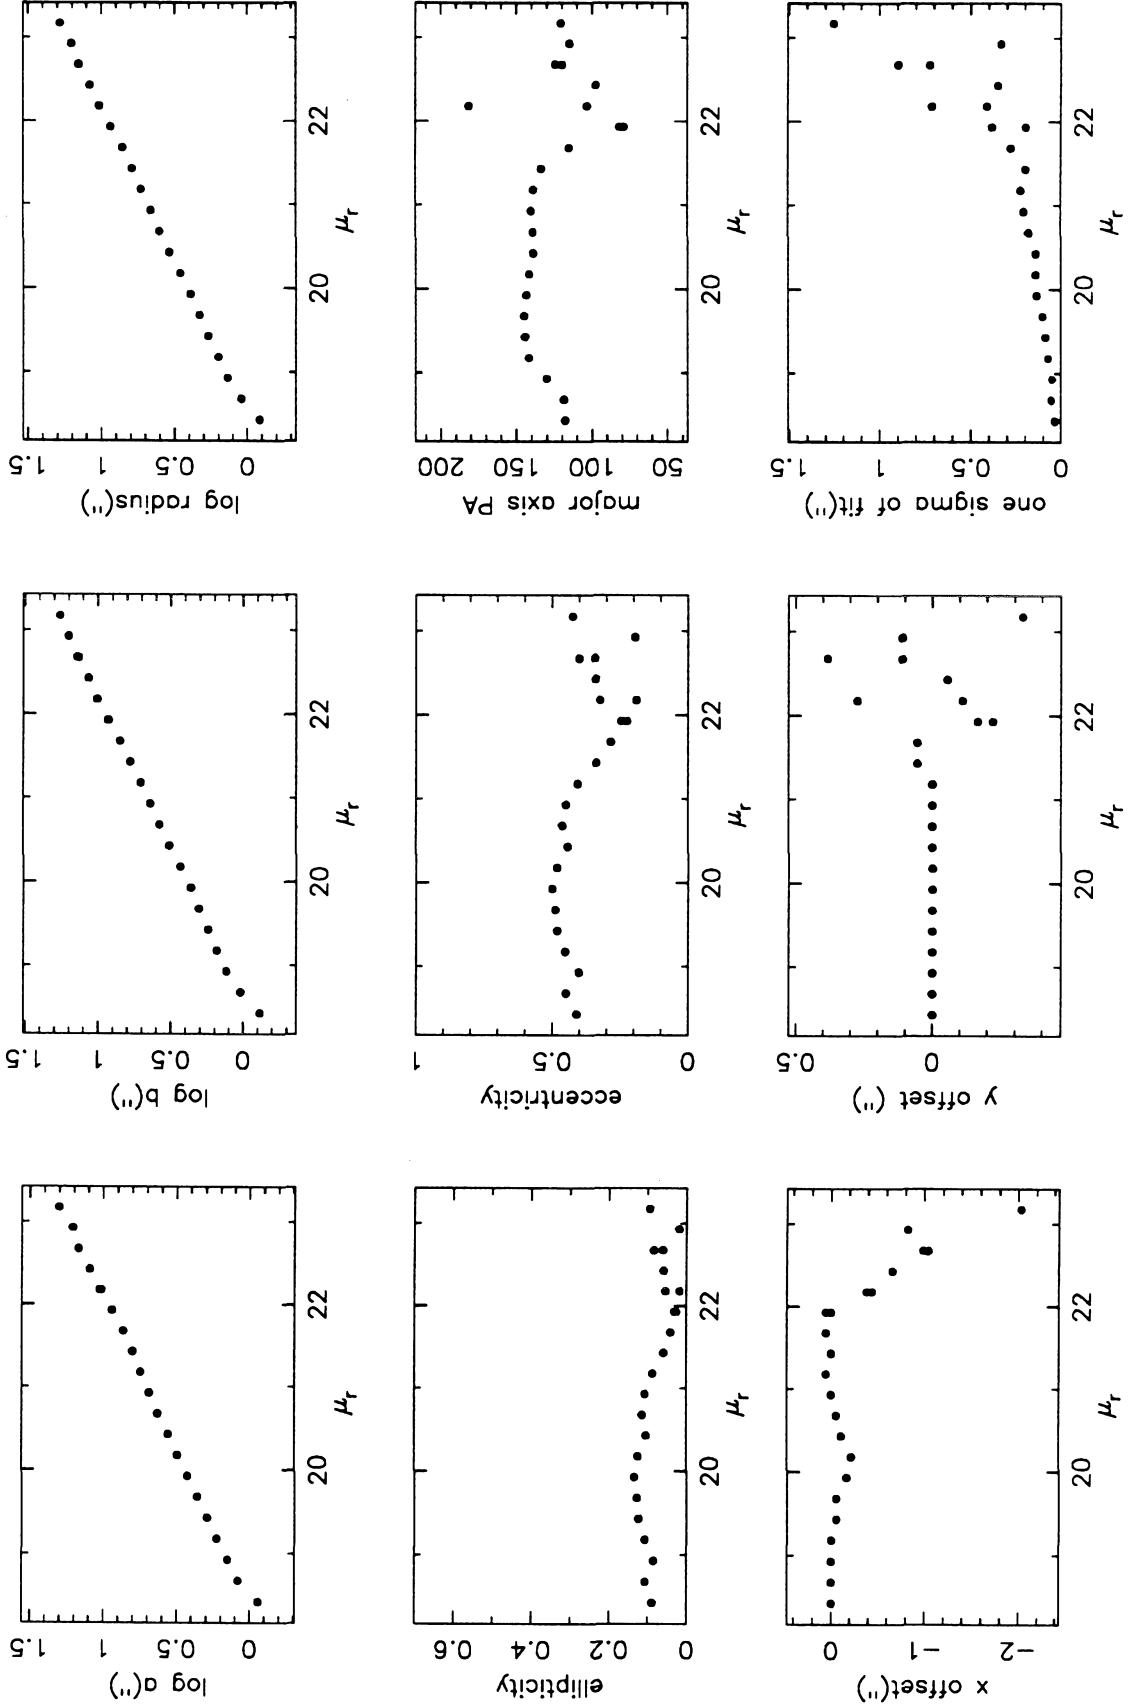 log a(")
1.5
1
0.5
0
20
22
μr
log b(")
1.5
1
0.5
0
20
22
μr
log radius(")
1.5
1
0.5
0
20
22
μr
ellipticity
0.6
0.4
0.2
0
20
22
μr
eccentricity
1
0.5
0
20
22
μr
major axis PA
200
150
100
50
20
22
μr
x offset(")
0
−1
−2
20
22
μr
y offset (")
0.5
0
20
22
μr
one sigma of fit(")
1.5
1
0.5
0
20
22
μr